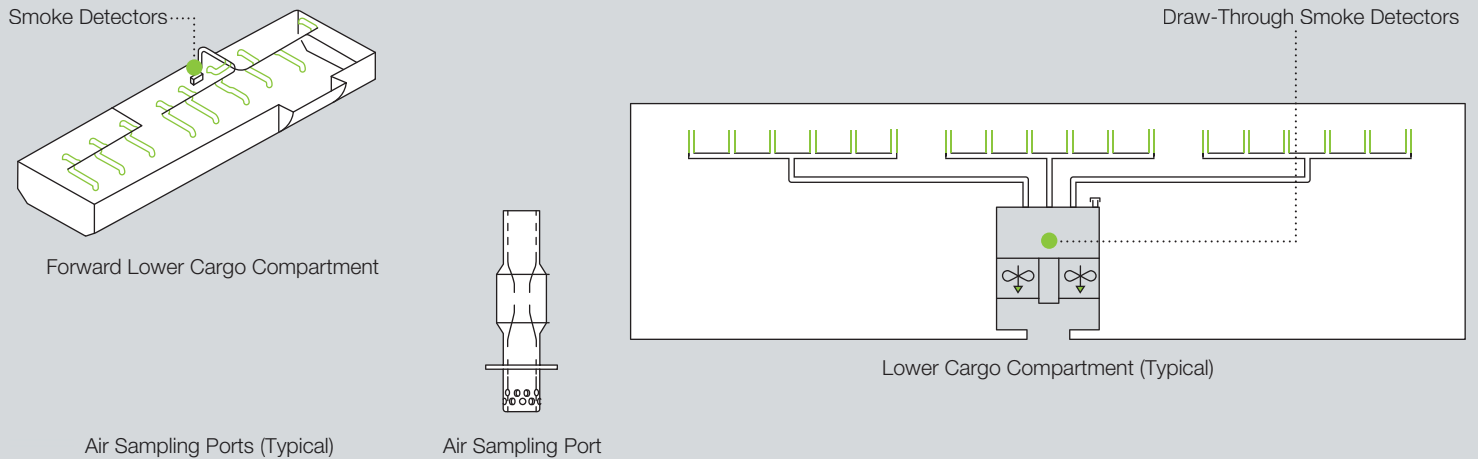 Smoke Detectors
Draw-Through Smoke Detectors
Forward Lower Cargo Compartment
Lower Cargo Compartment (Typical)
Air Sampling Ports (Typical)
Air Sampling Port